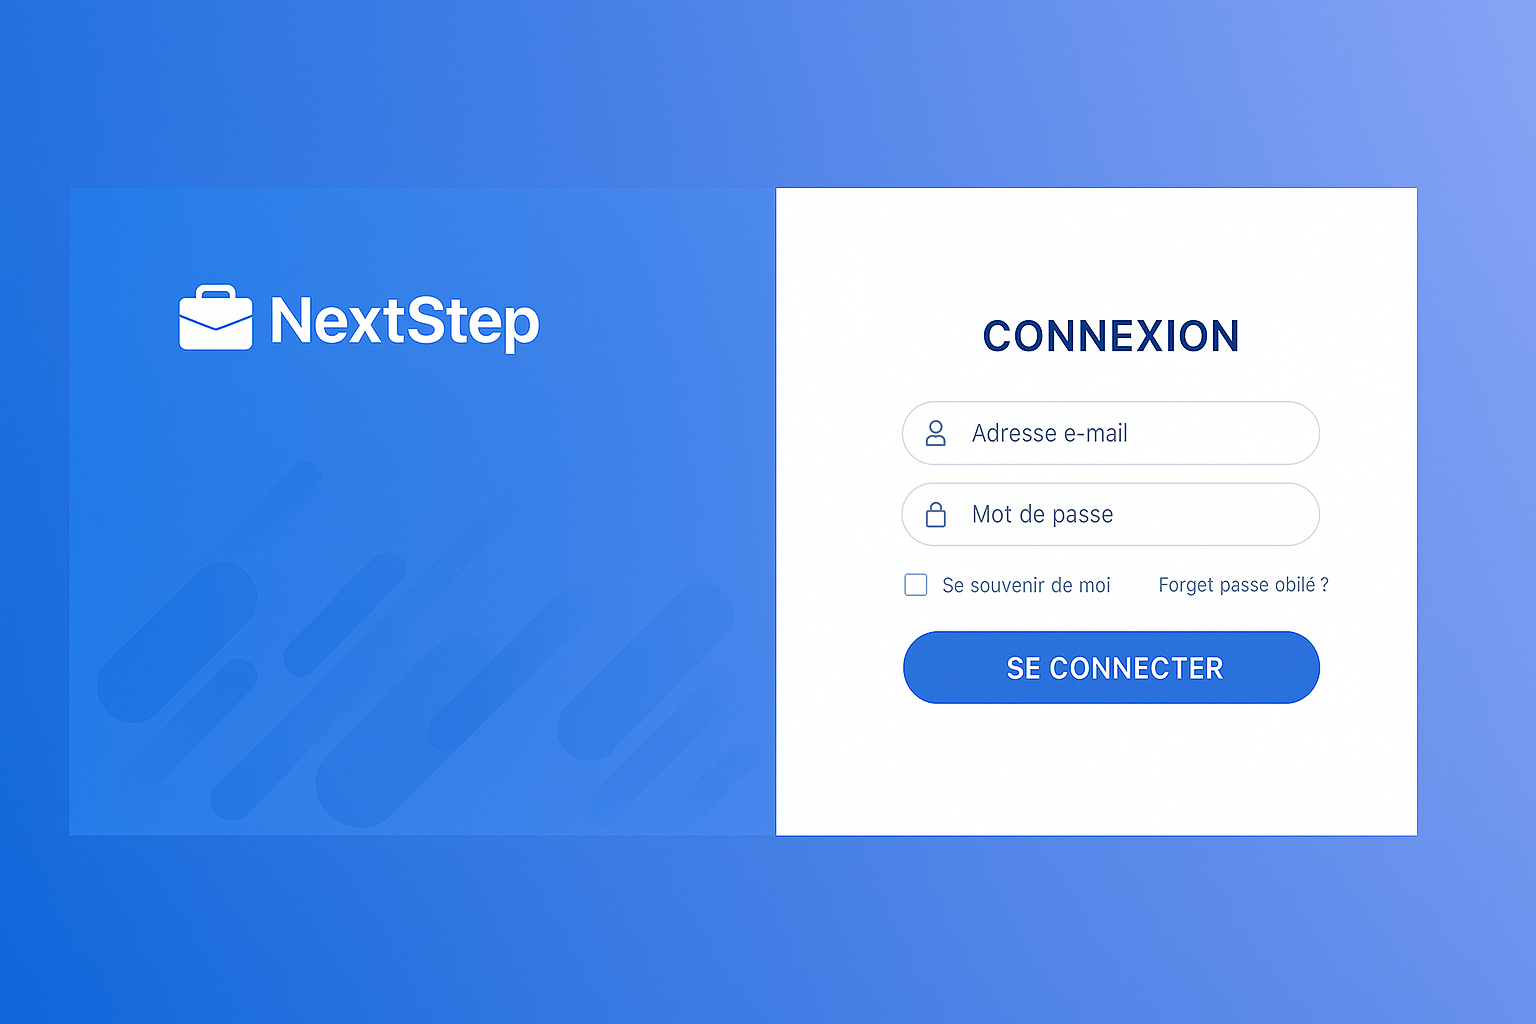 NextStep
CONNEXION
Adresse e-mail
Mot de passe
Se souvenir de moi
Forget passe obilé ?
SE CONNECTER